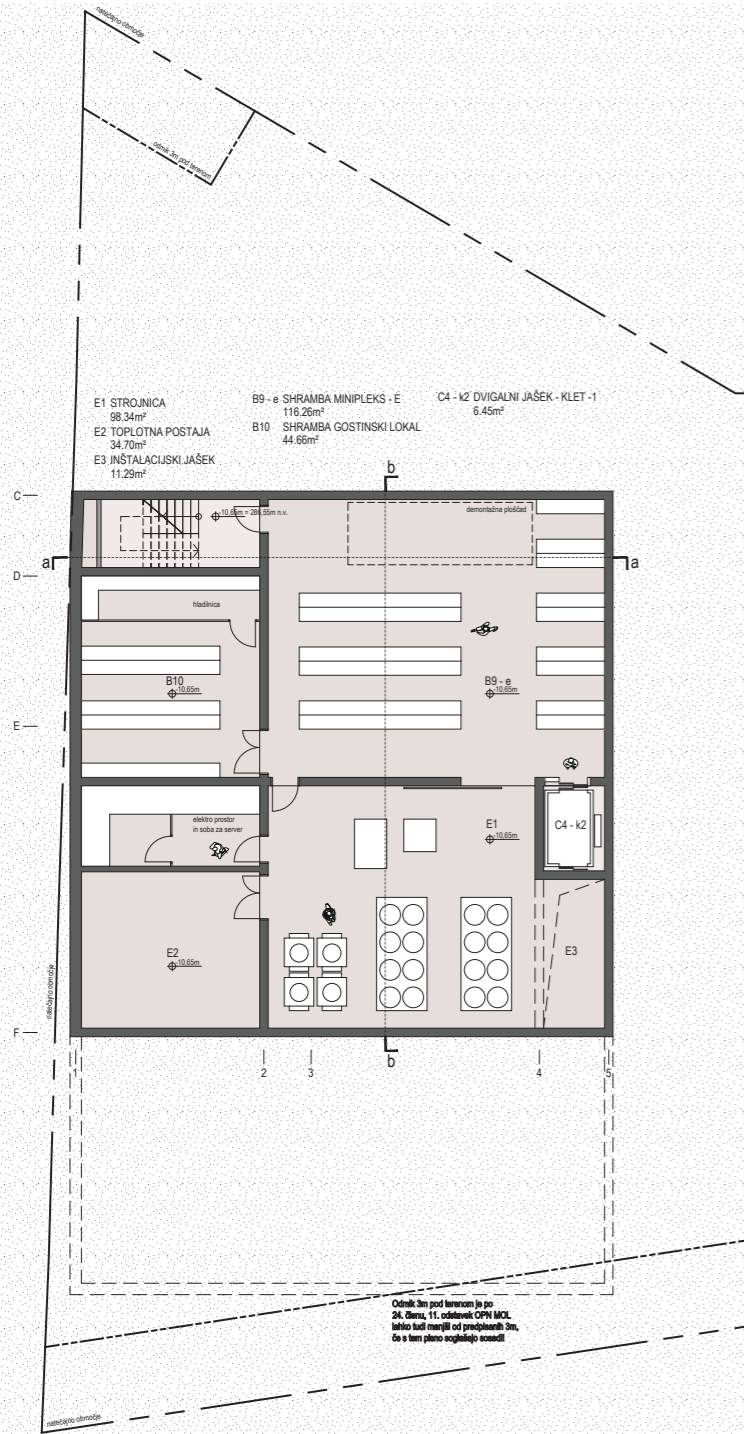 natečajno območje
odmik 3m pod terenom
E1 STROJNICA
98.34m²
E2 TOPLOTNA POSTAJA
34.70m²
E3 INŠTALACIJSKI JAŠEK
11.29m²
B9 - e SHRAMBA MINIPLEKS - E
116.26m²
B10 SHRAMBA GOSTINSKI LOKAL
44.66m²
C4 - k2 DVIGALNI JAŠEK - KLET -1
6.45m²
b
C
-10,65m = 286,55m n.v.
demontažna ploščad
a
a
D
hladilnica
B10
-10,65m
B9 - e
-10,65m
E
elektro prostor
in soba za server
E1
-10,65m
C4 - k2
E2
-10,65m
E3
natečajno območje
F
1
2
3
b
4
5
Odmik 3m pod terenom je po
24. členu, 11. odstavek OPN MOL
lahko tudi manjši od predpisanih 3m,
če s tem pisno soglašajo sosedi!
natečajno območje